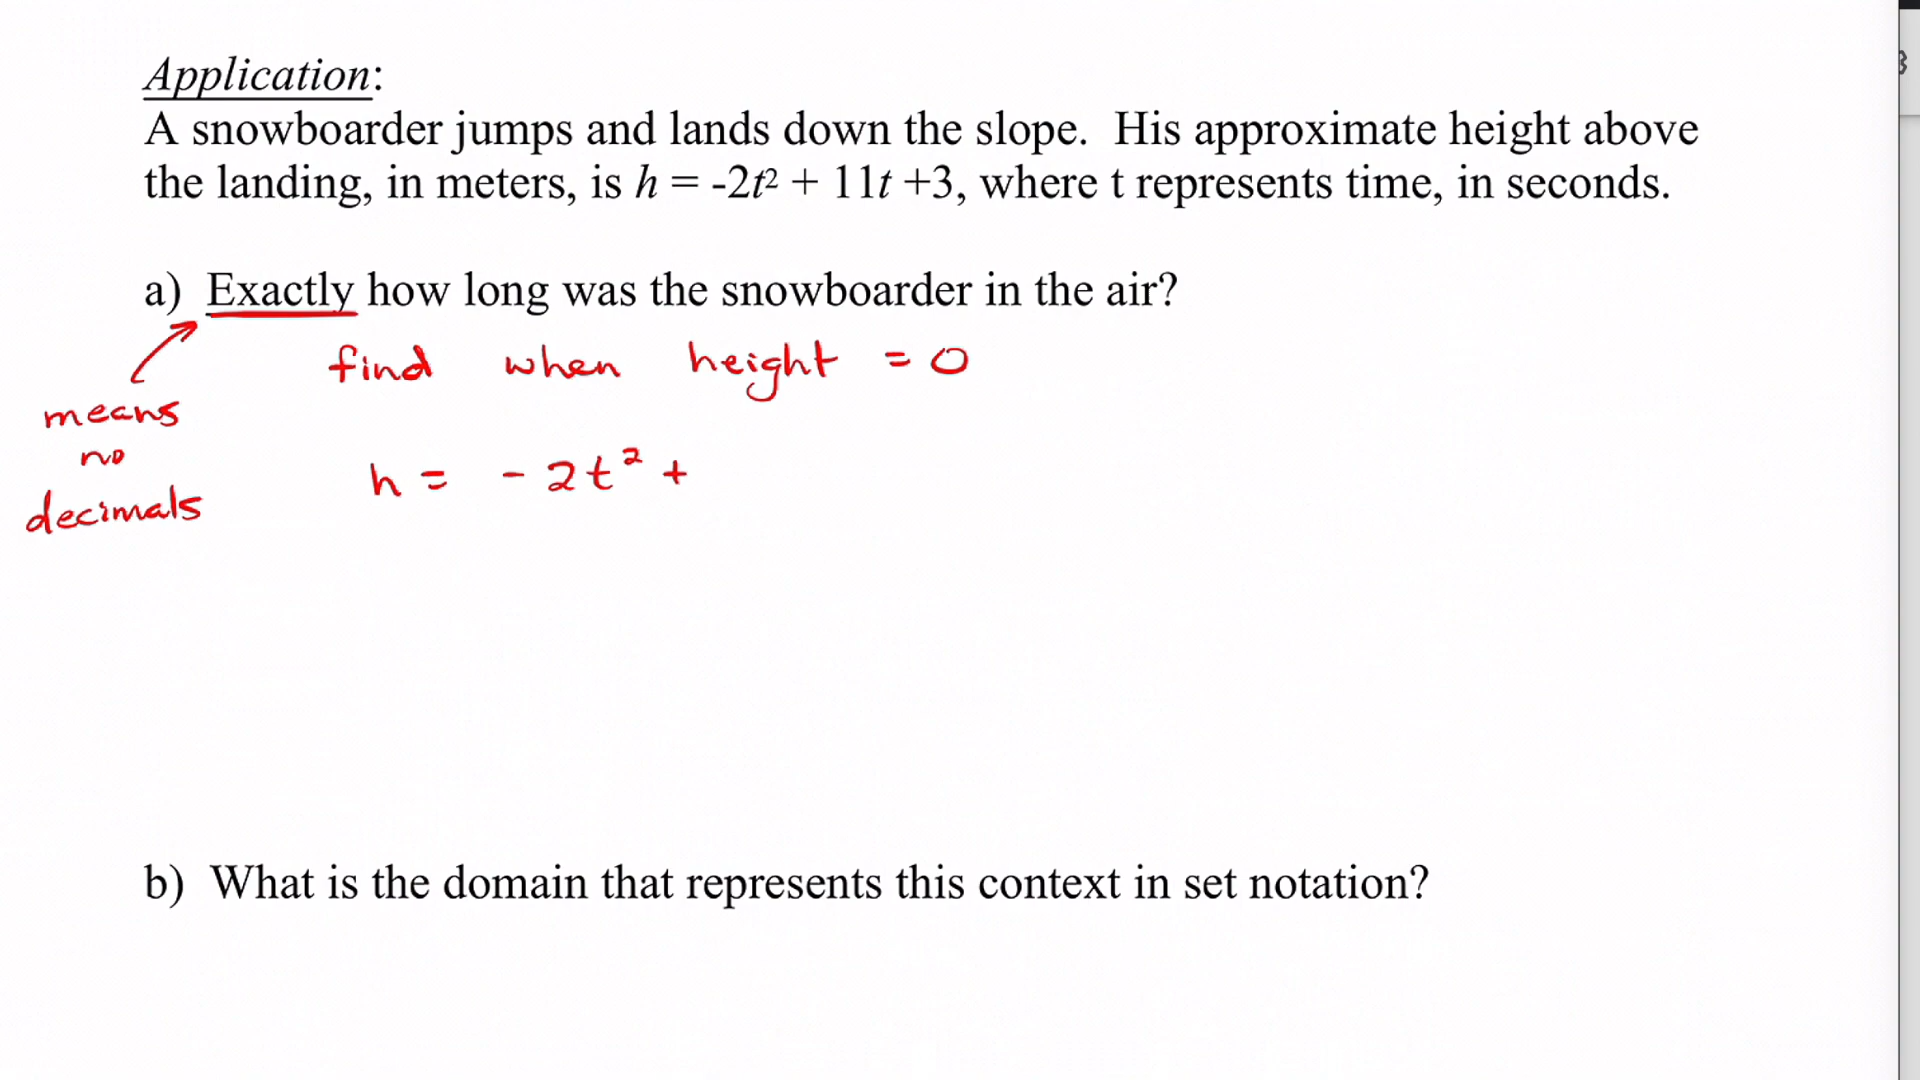 Application:
A snowboarder jumps and lands down the slope. His approximate height above
the landing, in meters, is h = -2t² + 11t +3, where t represents time, in seconds.
a) Exactly how long was the snowboarder in the air?
find when height = 0
means
no
decimals
h = - 2t² +
b) What is the domain that represents this context in set notation?